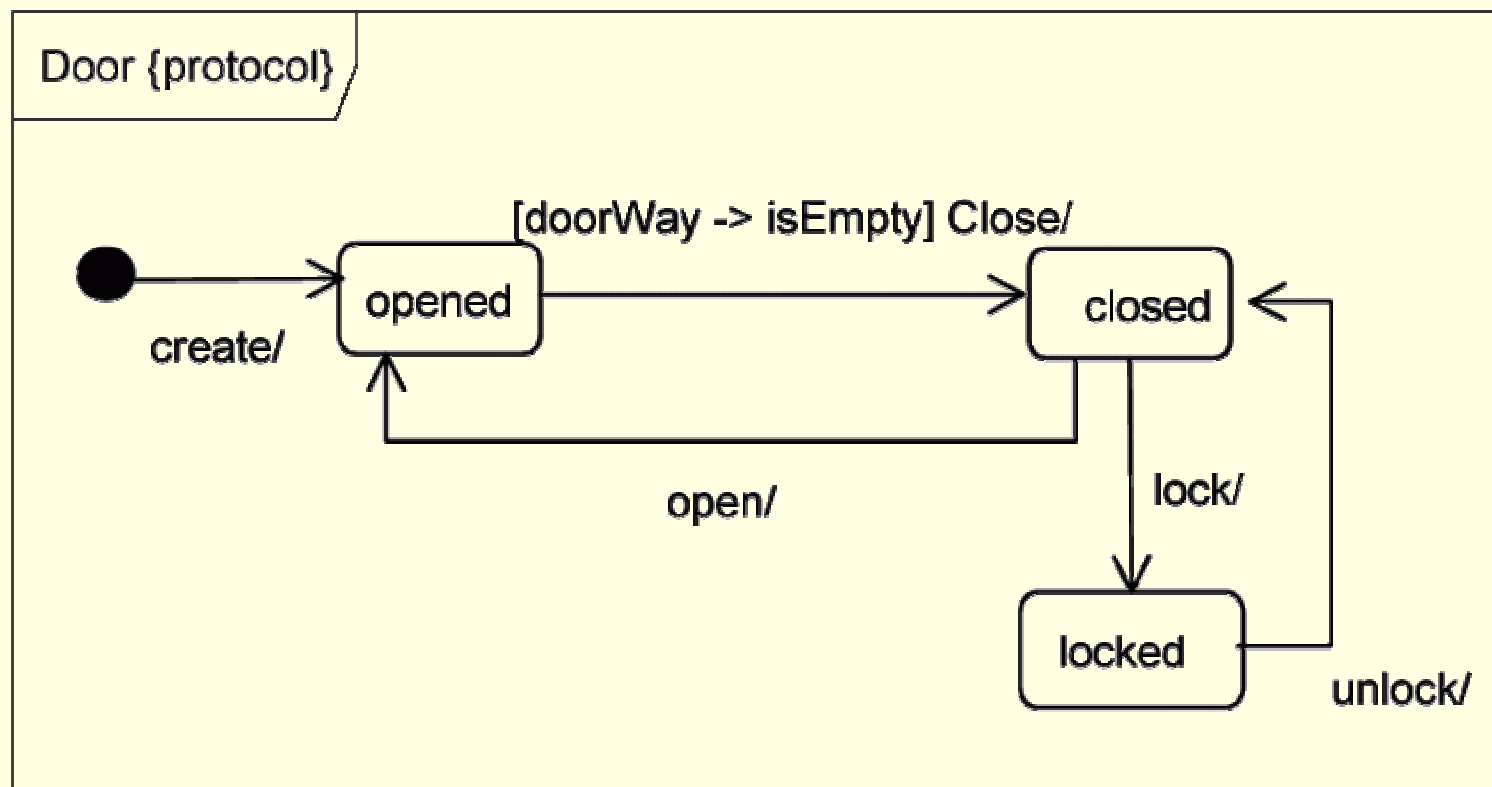 Door {protocol}
[doorWay -> isEmpty] Close/
opened
closed
create/
open/
lock/
locked
unlock/